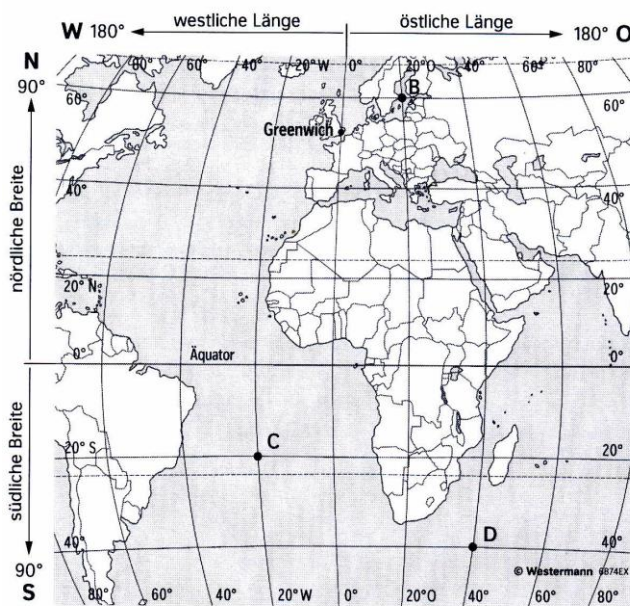 westliche Länge östliche Länge
W 180° 180° O
N
90°
80° 60° 40° 20° W 0° 20° O 40° 60° 80°
60° B 60°
Greenwich
40° 40°
nördliche Breite
20° N 20°
Äquator
0° 0°
südliche Breite
20° S C 20°
40° D 40°
© Westermann 6874EX
90°
S
80° 60° 40° 20° W 0° 20° O 40° 60° 80°